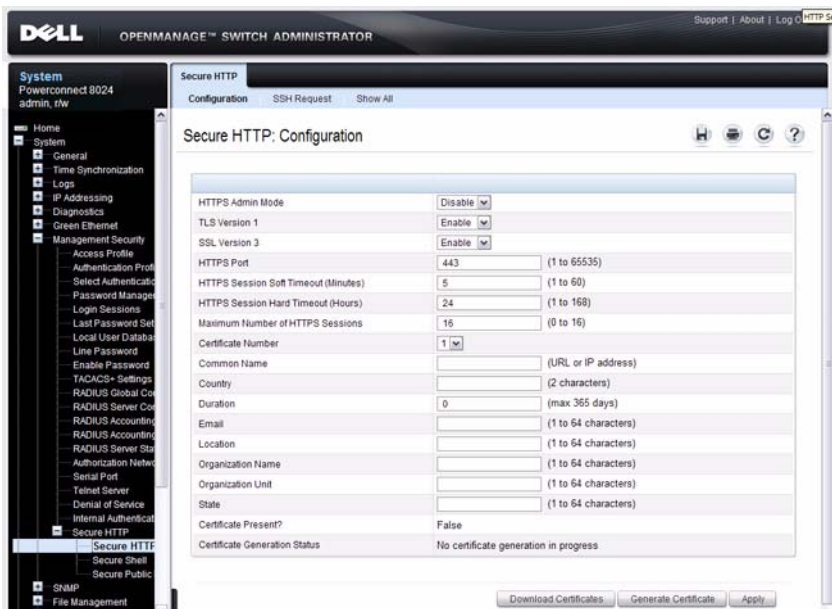 Support | About | Log O
HTTP S
DELL
OPENMANAGE™ SWITCH ADMINISTRATOR
System
Powerconnect 8024
admin, r/w
Home
System
General
Time Synchronization
Logs
IP Addressing
Diagnostics
Green Ethernet
Management Security
Access Profile
Authentication Profi
Select Authenticatio
Password Manager
Login Sessions
Last Password Set
Local User Databas
Line Password
Enable Password
TACACS+ Settings
RADIUS Global Co
RADIUS Server Con
RADIUS Accounting
RADIUS Accounting
RADIUS Server Sta
Authorization Netwo
Serial Port
Telnet Server
Denial of Service
Internal Authenticat
Secure HTTP
Secure HTTP
Secure Shell
Secure Public
SNMP
File Management
Secure HTTP
Configuration SSH Request Show All
Secure HTTP: Configuration
HTTPS Admin Mode Disable
TLS Version 1 Enable
SSL Version 3 Enable
HTTPS Port 443 (1 to 65535)
HTTPS Session Soft Timeout (Minutes) 5 (1 to 60)
HTTPS Session Hard Timeout (Hours) 24 (1 to 168)
Maximum Number of HTTPS Sessions 16 (0 to 16)
Certificate Number 1
Common Name (URL or IP address)
Country (2 characters)
Duration 0 (max 365 days)
Email (1 to 64 characters)
Location (1 to 64 characters)
Organization Name (1 to 64 characters)
Organization Unit (1 to 64 characters)
State (1 to 64 characters)
Certificate Present? False
Certificate Generation Status No certificate generation in progress
Download Certificates Generate Certificate Apply